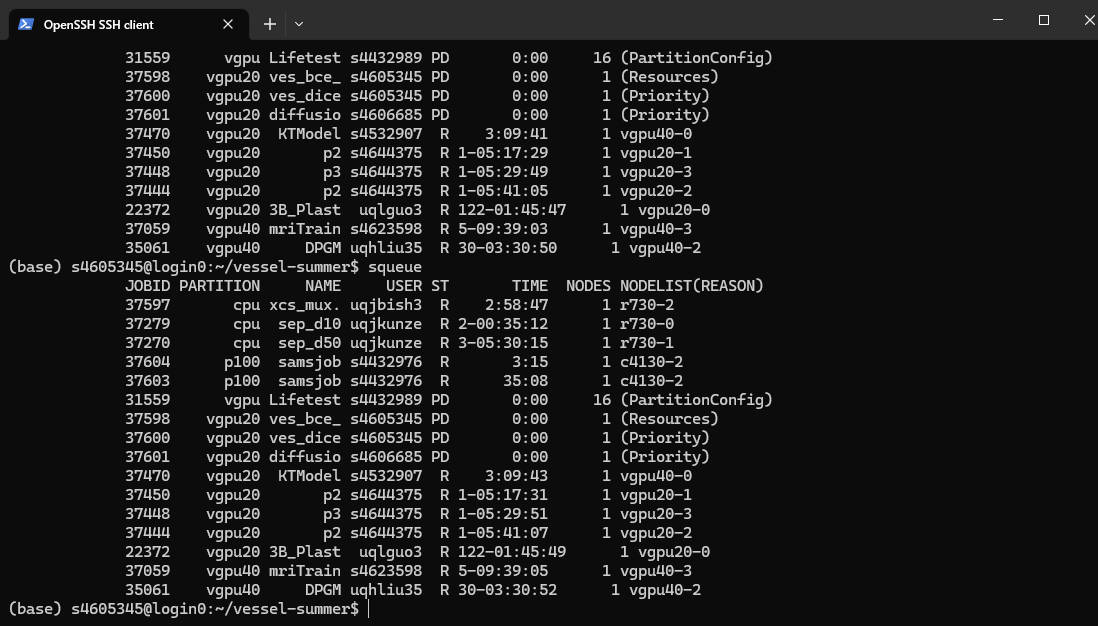 OpenSSH SSH client
31559 vgpu Lifetest s4432989 PD 0:00 16 (PartitionConfig)
37598 vgpu20 ves_bce_ s4605345 PD 0:00 1 (Resources)
37600 vgpu20 ves_dice s4605345 PD 0:00 1 (Priority)
37601 vgpu20 diffusio s4606685 PD 0:00 1 (Priority)
37470 vgpu20 KTModel s4532907 R 3:09:41 1 vgpu40-0
37450 vgpu20 p2 s4644375 R 1-05:17:29 1 vgpu20-1
37448 vgpu20 p3 s4644375 R 1-05:29:49 1 vgpu20-3
37444 vgpu20 p2 s4644375 R 1-05:41:05 1 vgpu20-2
22372 vgpu20 3B_Plast uqlguo3 R 122-01:45:47 1 vgpu20-0
37059 vgpu40 mriTrain s4623598 R 5-09:39:03 1 vgpu40-3
35061 vgpu40 DPGM uqhliu35 R 30-03:30:50 1 vgpu40-2
(base) s4605345@login0:~/vessel-summer$ squeue
JOBID PARTITION NAME USER ST TIME NODES NODELIST(REASON)
37597 cpu xcs_mux. uqjbish3 R 2:58:47 1 r730-2
37279 cpu sep_d10 uqjkunze R 2-00:35:12 1 r730-0
37270 cpu sep_d50 uqjkunze R 3-05:30:15 1 r730-1
37604 p100 samsjob s4432976 R 3:15 1 c4130-2
37603 p100 samsjob s4432976 R 35:08 1 c4130-2
31559 vgpu Lifetest s4432989 PD 0:00 16 (PartitionConfig)
37598 vgpu20 ves_bce_ s4605345 PD 0:00 1 (Resources)
37600 vgpu20 ves_dice s4605345 PD 0:00 1 (Priority)
37601 vgpu20 diffusio s4606685 PD 0:00 1 (Priority)
37470 vgpu20 KTModel s4532907 R 3:09:43 1 vgpu40-0
37450 vgpu20 p2 s4644375 R 1-05:17:31 1 vgpu20-1
37448 vgpu20 p3 s4644375 R 1-05:29:51 1 vgpu20-3
37444 vgpu20 p2 s4644375 R 1-05:41:07 1 vgpu20-2
22372 vgpu20 3B_Plast uqlguo3 R 122-01:45:49 1 vgpu20-0
37059 vgpu40 mriTrain s4623598 R 5-09:39:05 1 vgpu40-3
35061 vgpu40 DPGM uqhliu35 R 30-03:30:52 1 vgpu40-2
(base) s4605345@login0:~/vessel-summer$